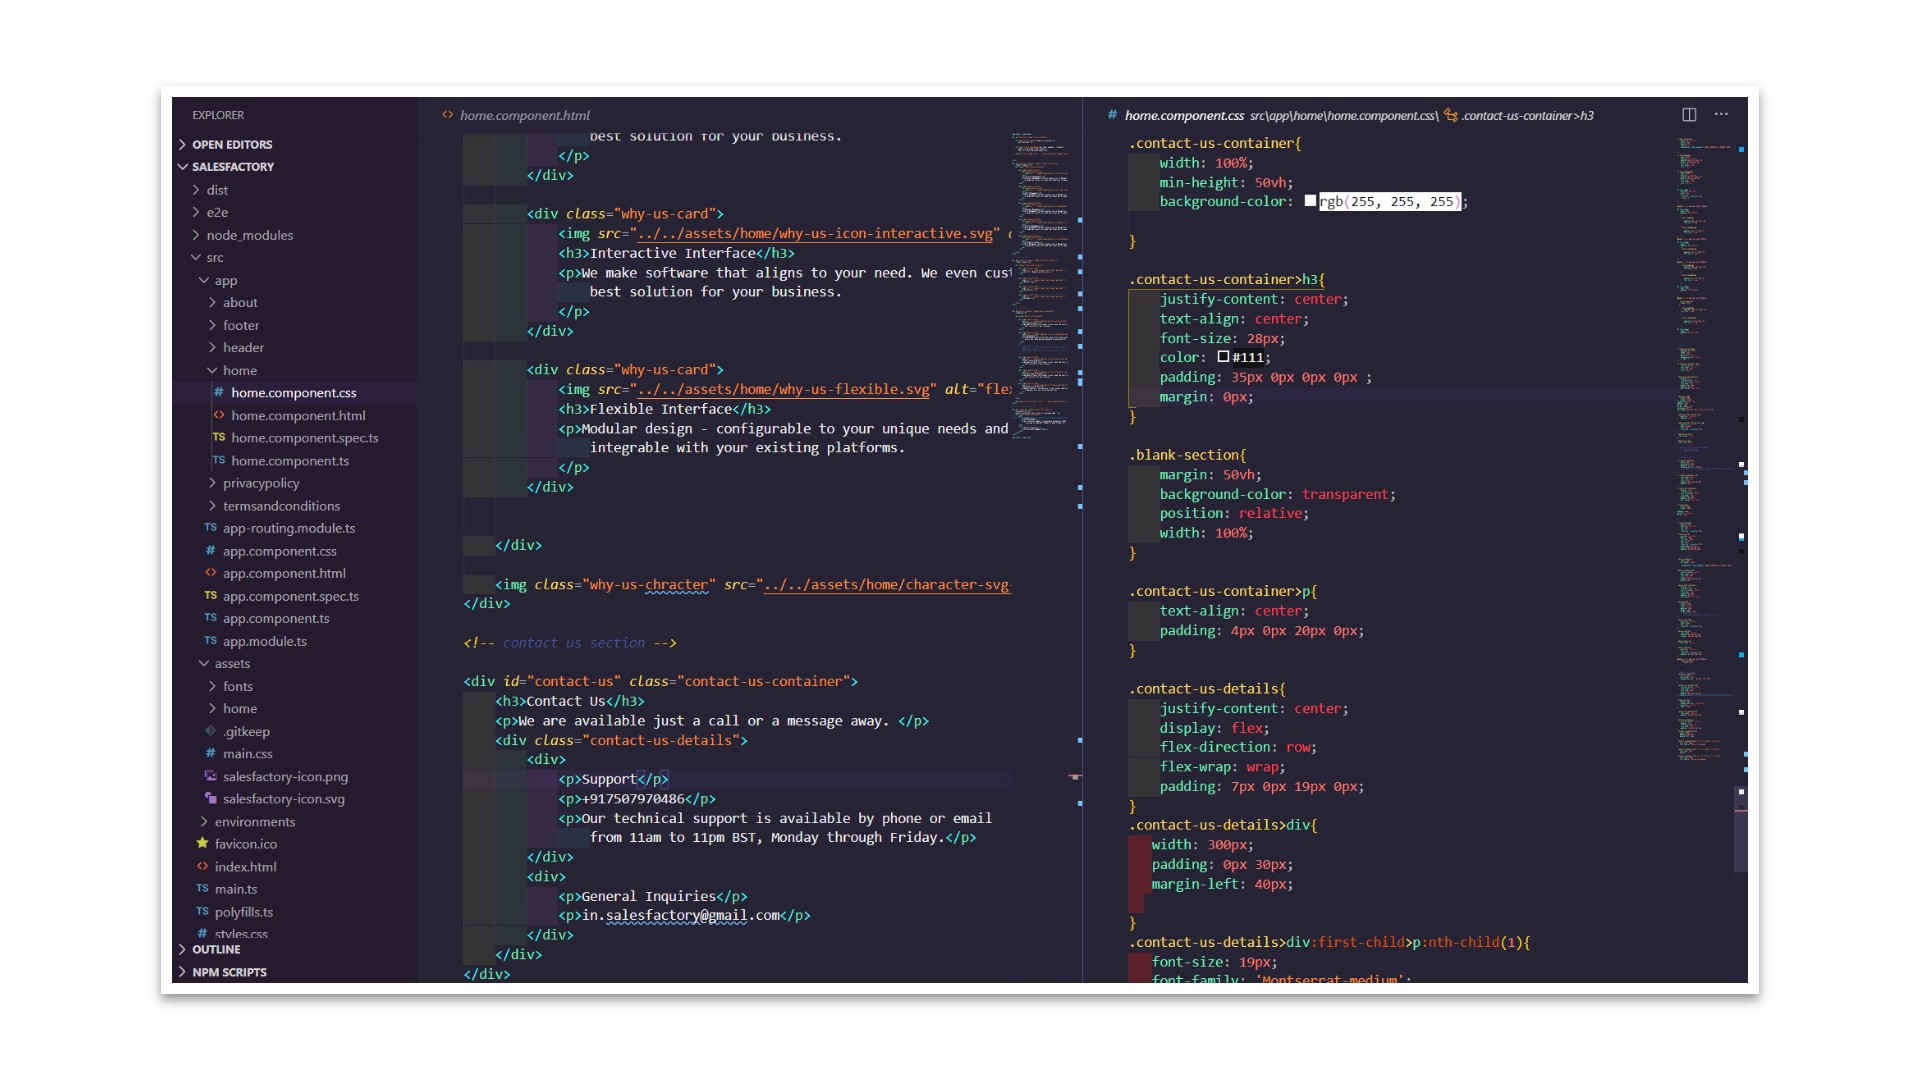 EXPLORER
OPEN EDITORS
SALESFACTORY
dist
e2e
node_modules
src
app
about
footer
header
home
# home.component.css
<> home.component.html
TS home.component.spec.ts
TS home.component.ts
privacypolicy
termsandconditions
TS app-routing.module.ts
# app.component.css
<> app.component.html
TS app.component.spec.ts
TS app.component.ts
TS app.module.ts
assets
fonts
home
.gitkeep
# main.css
salesfactory-icon.png
salesfactory-icon.svg
environments
favicon.ico
<> index.html
TS main.ts
TS polyfills.ts
# styles.css
OUTLINE
NPM SCRIPTS
<> home.component.html
best solution for your business.
</p>
</div>
<div class="why-us-card">
<img src="../../assets/home/why-us-icon-interactive.svg"
<h3>Interactive Interface</h3>
<p>We make software that aligns to your need. We even cust
best solution for your business.
</p>
</div>
<div class="why-us-card">
<img src="../../assets/home/why-us-flexible.svg" alt="flex
<h3>Flexible Interface</h3>
<p>Modular design - configurable to your unique needs and
integrable with your existing platforms.
</p>
</div>
</div>
<img class="why-us-chracter" src="../../assets/home/character-svg-
</div>
<!-- contact us section -->
<div id="contact-us" class="contact-us-container">
<h3>Contact Us</h3>
<p>We are available just a call or a message away. </p>
<div class="contact-us-details">
<div>
<p>Support</p>
<p>+917507970486</p>
<p>Our technical support is available by phone or email
from 11am to 11pm BST, Monday through Friday.</p>
</div>
<div>
<p>General Inquiries</p>
<p>in.salesfactory@gmail.com</p>
</div>
</div>
</div>
# home.component.css src\app\home\home.component.css\ .contact-us-container>h3
.contact-us-container{
width: 100%;
min-height: 50vh;
background-color: rgb(255, 255, 255);
}
.contact-us-container>h3{
justify-content: center;
text-align: center;
font-size: 28px;
color: #111;
padding: 35px 0px 0px 0px ;
margin: 0px;
}
.blank-section{
margin: 50vh;
background-color: transparent;
position: relative;
width: 100%;
}
.contact-us-container>p{
text-align: center;
padding: 4px 0px 20px 0px;
}
.contact-us-details{
justify-content: center;
display: flex;
flex-direction: row;
flex-wrap: wrap;
padding: 7px 0px 19px 0px;
}
.contact-us-details>div{
width: 300px;
padding: 0px 30px;
margin-left: 40px;
}
.contact-us-details>div:first-child>p:nth-child(1){
font-size: 19px;
font-family: 'Montserrat-medium';